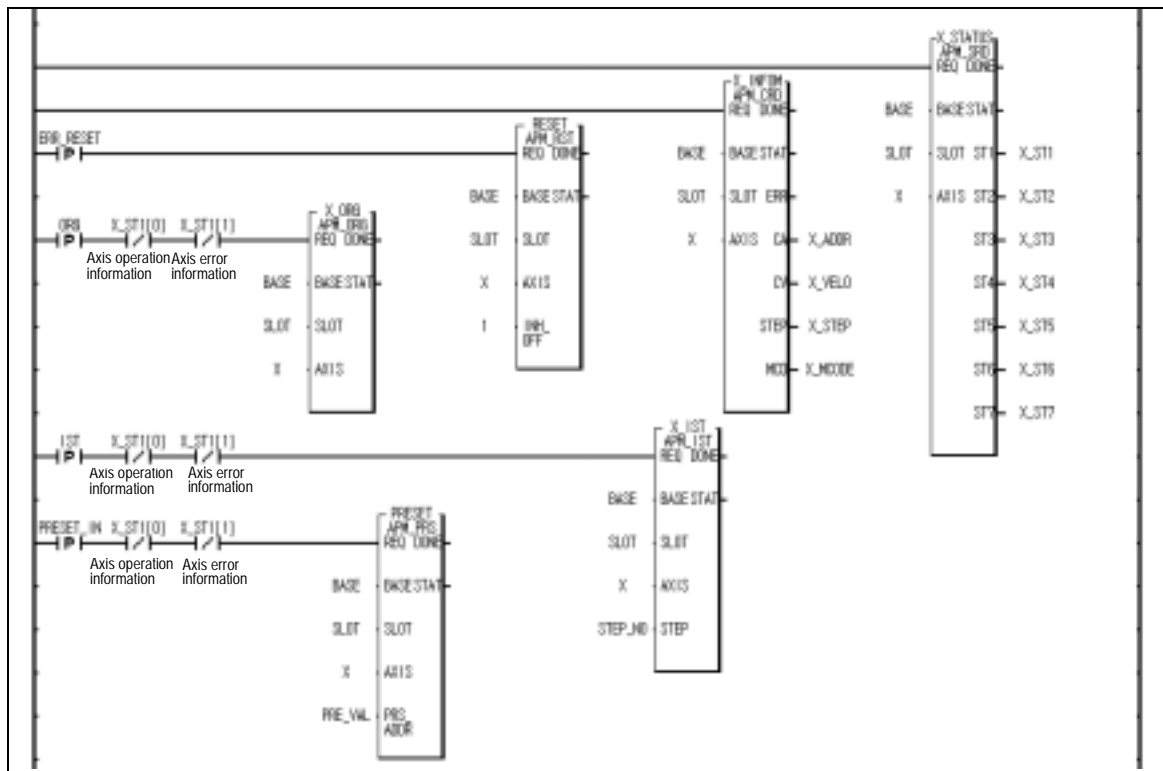 X_STATUS
APM_SRD
REQ DONE
BASE BASE STAT
SLOT SLOT ST1 X_ST1
X AXIS ST2 X_ST2
ST3 X_ST3
ST4 X_ST4
ST5 X_ST5
ST6 X_ST6
ST7 X_ST7
X_INFOM
APM_CRD
REQ DONE
BASE BASE STAT
SLOT SLOT ERR
X AXIS CA X_ADDR
CV X_VELO
STEP X_STEP
MCD X_MCODE
ERR_RESET
P
RESET
APM_RST
REQ DONE
BASE BASE STAT
SLOT SLOT
X AXIS
1 INH_
OFF
ORG X_ST1[0] X_ST1[1]
P
Axis operation
information
Axis error
information
X_ORG
APM_ORG
REQ DONE
BASE BASE STAT
SLOT SLOT
X AXIS
IST X_ST1[0] X_ST1[1]
P
Axis operation
information
Axis error
information
X_IST
APM_IST
REQ DONE
BASE BASE STAT
SLOT SLOT
X AXIS
STEP_NO STEP
PRESET_IN X_ST1[0] X_ST1[1]
P
Axis operation
information
Axis error
information
PRESET
APM_PRS
REQ DONE
BASE BASE STAT
SLOT SLOT
X AXIS
PRE_VAL PRS_
ADDR